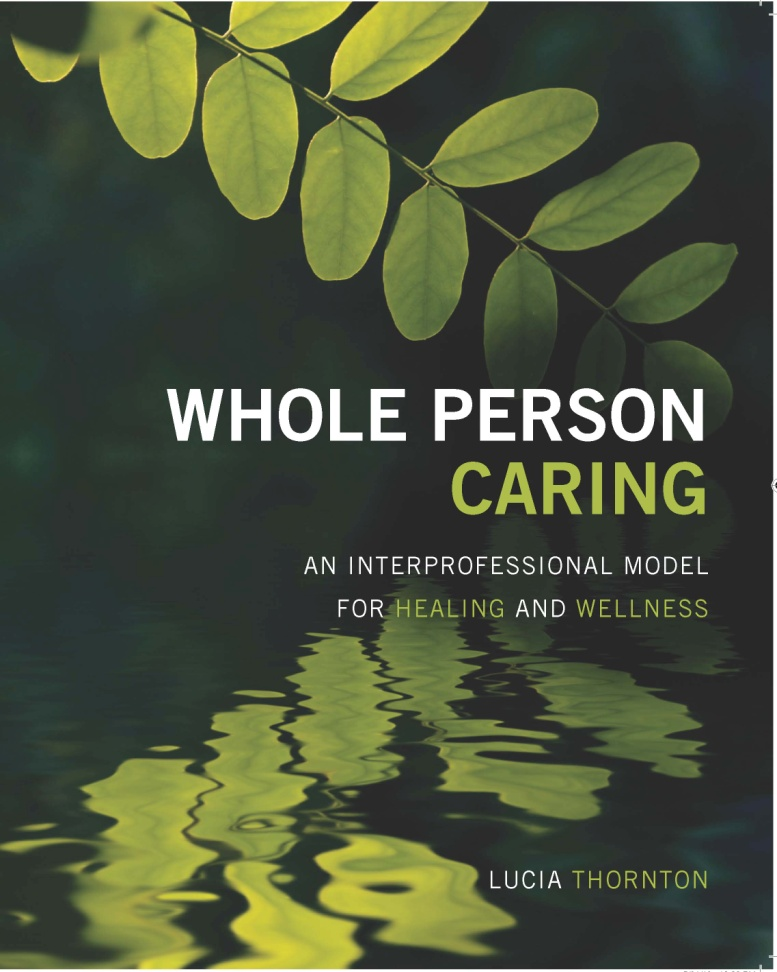 WHOLE PERSON
CARING
AN INTERPROFESSIONAL MODEL
FOR HEALING AND WELLNESS
LUCIA THORNTON